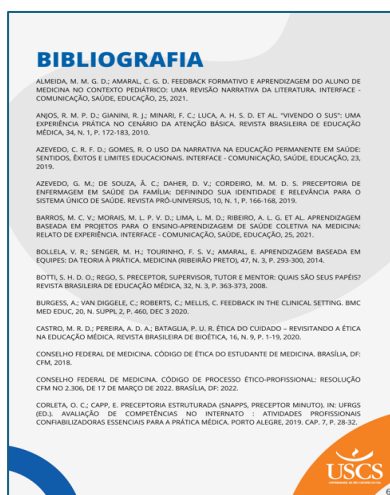 BIBLIOGRAFIA
ALMEIDA, M. M. G. D.; AMARAL, C. G. D. FEEDBACK FORMATIVO E APRENDIZAGEM DO ALUNO DE
MEDICINA NO CONTEXTO PEDIÁTRICO: UMA REVISÃO NARRATIVA DA LITERATURA. INTERFACE -
COMUNICAÇÃO, SAÚDE, EDUCAÇÃO, 25, 2021.
ANJOS, R. M. P. D.; GIANINI, R. J.; MINARI, F. C.; LUCA, A. H. S. D. ET AL. "VIVENDO O SUS": UMA
EXPERIÊNCIA PRÁTICA NO CENÁRIO DA ATENÇÃO BÁSICA. REVISTA BRASILEIRA DE EDUCAÇÃO
MÉDICA, 34, N. 1, P. 172-183, 2010.
AZEVEDO, C. R. F. D.; GOMES, R. O USO DA NARRATIVA NA EDUCAÇÃO PERMANENTE EM SAÚDE:
SENTIDOS, ÊXITOS E LIMITES EDUCACIONAIS. INTERFACE - COMUNICAÇÃO, SAÚDE, EDUCAÇÃO, 23,
2019.
AZEVEDO, G. M.; DE SOUZA, Â. C.; DAHER, D. V.; CORDEIRO, M. M. D. S. PRECEPTORIA DE
ENFERMAGEM EM SAÚDE DA FAMÍLIA: DEFININDO SUA IDENTIDADE E RELEVÂNCIA PARA O
SISTEMA ÚNICO DE SAÚDE. REVISTA PRÓ-UNIVERSUS, 10, N. 1, P. 166-168, 2019.
BARROS, M. C. V.; MORAIS, M. L. P. V. D.; LIMA, L. M. D.; RIBEIRO, A. L. G. ET AL. APRENDIZAGEM
BASEADA EM PROJETOS PARA O ENSINO-APRENDIZAGEM DE SAÚDE COLETIVA NA MEDICINA:
RELATO DE EXPERIÊNCIA. INTERFACE - COMUNICAÇÃO, SAÚDE, EDUCAÇÃO, 25, 2021.
BOLLELA, V. R.; SENGER, M. H.; TOURINHO, F. S. V.; AMARAL, E. APRENDIZAGEM BASEADA EM
EQUIPES: DA TEORIA À PRÁTICA. MEDICINA (RIBEIRÃO PRETO), 47, N. 3, P. 293-300, 2014.
BOTTI, S. H. D. O.; REGO, S. PRECEPTOR, SUPERVISOR, TUTOR E MENTOR: QUAIS SÃO SEUS PAPÉIS?
REVISTA BRASILEIRA DE EDUCAÇÃO MÉDICA, 32, N. 3, P. 363-373, 2008.
BURGESS, A.; VAN DIGGELE, C.; ROBERTS, C.; MELLIS, C. FEEDBACK IN THE CLINICAL SETTING. BMC
MED EDUC, 20, N. SUPPL 2, P. 460, DEC 3 2020.
CASTRO, M. R. D.; PEREIRA, A. D. A.; BATAGLIA, P. U. R. ÉTICA DO CUIDADO – REVISITANDO A ÉTICA
NA EDUCAÇÃO MÉDICA. REVISTA BRASILEIRA DE BIOÉTICA, 16, N. 9, P. 1-19, 2020.
CONSELHO FEDERAL DE MEDICINA. CÓDIGO DE ÉTICA DO ESTUDANTE DE MEDICINA. BRASÍLIA, DF:
CFM, 2018.
CONSELHO FEDERAL DE MEDICINA. CÓDIGO DE PROCESSO ÉTICO-PROFISSIONAL: RESOLUÇÃO
CFM NO 2.306, DE 17 DE MARÇO DE 2022. BRASÍLIA, DF: 2022.
CORLETA, O. C.; CAPP, E. PRECEPTORIA ESTRUTURADA (SNAPPS, PRECEPTOR MINUTO). IN: UFRGS
(ED.). AVALIAÇÃO DE COMPETÊNCIAS NO INTERNATO : ATIVIDADES PROFISSIONAIS
CONFIABILIZADORAS ESSENCIAIS PARA A PRÁTICA MÉDICA. PORTO ALEGRE, 2019. CAP. 7, P. 28-32.
USCS